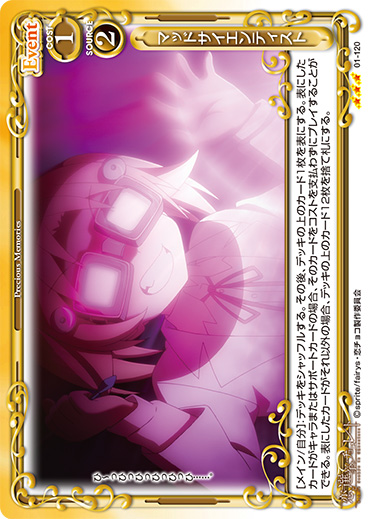 Event
COST
1
SOURCE
2
マッドサイエンティスト
01-120
Precious Memories
[メイン/自分]:デッキをシャッフルする。その後、デッキの上のカード1枚を表にする。表にした
カードがキャラまたはサポートカードの場合、そのカードをコストを支払わずにプレイすることが
できる。表にしたカードがそれ以外の場合、デッキの上のカード12枚を捨て札にする。
©sprite/fairys・恋チョコ製作委員会